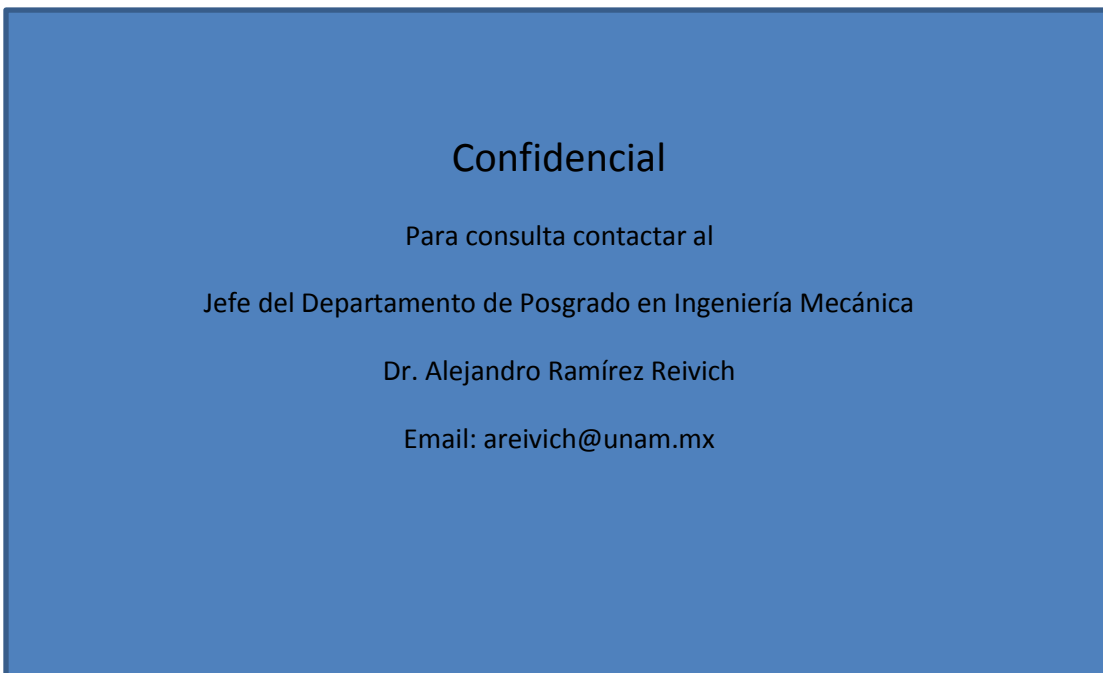 Confidencial
Para consulta contactar al
Jefe del Departamento de Posgrado en Ingeniería Mecánica
Dr. Alejandro Ramírez Reivich
Email: areivich@unam.mx